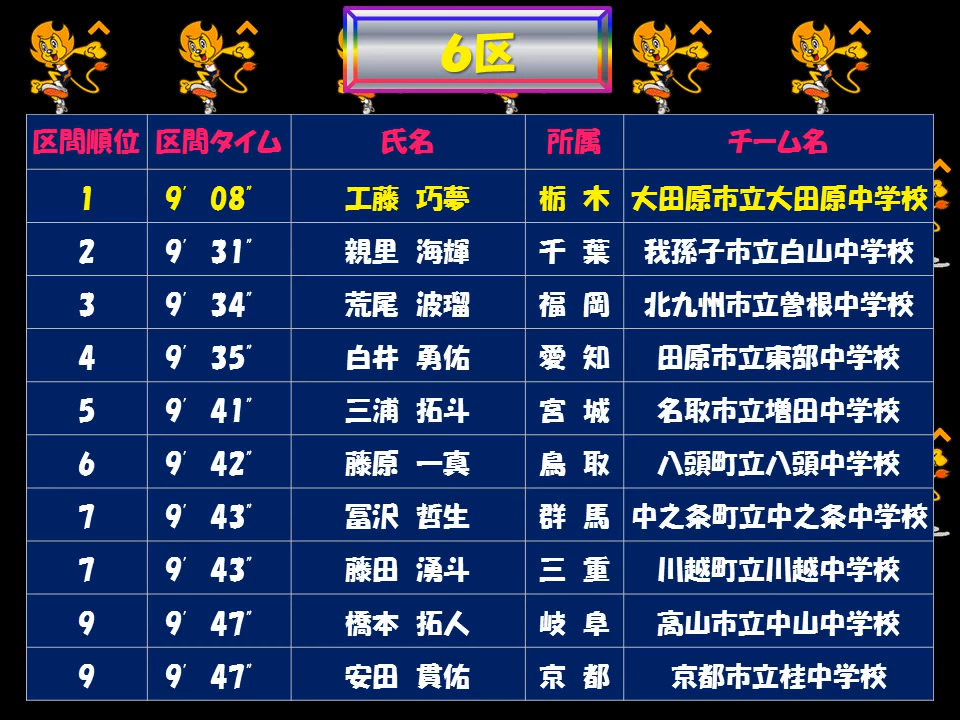 6区
区間順位 区間タイム 氏名 所属 チーム名
1 9′ 08″ 工藤 巧夢 栃 木 大田原市立大田原中学校
2 9′ 31″ 親里 海輝 千 葉 我孫子市立白山中学校
3 9′ 34″ 荒尾 波瑠 福 岡 北九州市立曽根中学校
4 9′ 35″ 白井 勇佑 愛 知 田原市立東部中学校
5 9′ 41″ 三浦 拓斗 宮 城 名取市立増田中学校
6 9′ 42″ 藤原 一真 鳥 取 八頭町立八頭中学校
7 9′ 43″ 冨沢 哲生 群 馬 中之条町立中之条中学校
7 9′ 43″ 藤田 湧斗 三 重 川越町立川越中学校
9 9′ 47″ 橋本 拓人 岐 阜 高山市立中山中学校
9 9′ 47″ 安田 貫佑 京 都 京都市立桂中学校